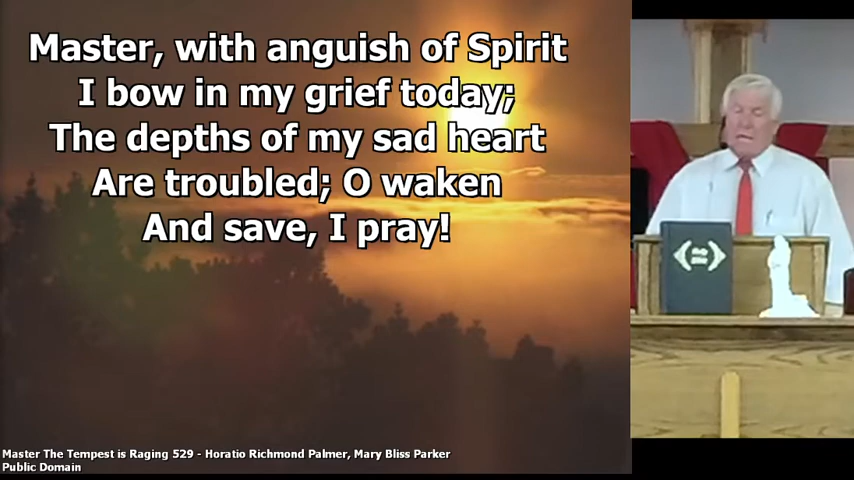 Master, with anguish of Spirit
I bow in my grief today;
The depths of my sad heart
Are troubled; O waken
And save, I pray!
Master The Tempest is Raging 529 - Horatio Richmond Palmer, Mary Bliss Parker
Public Domain